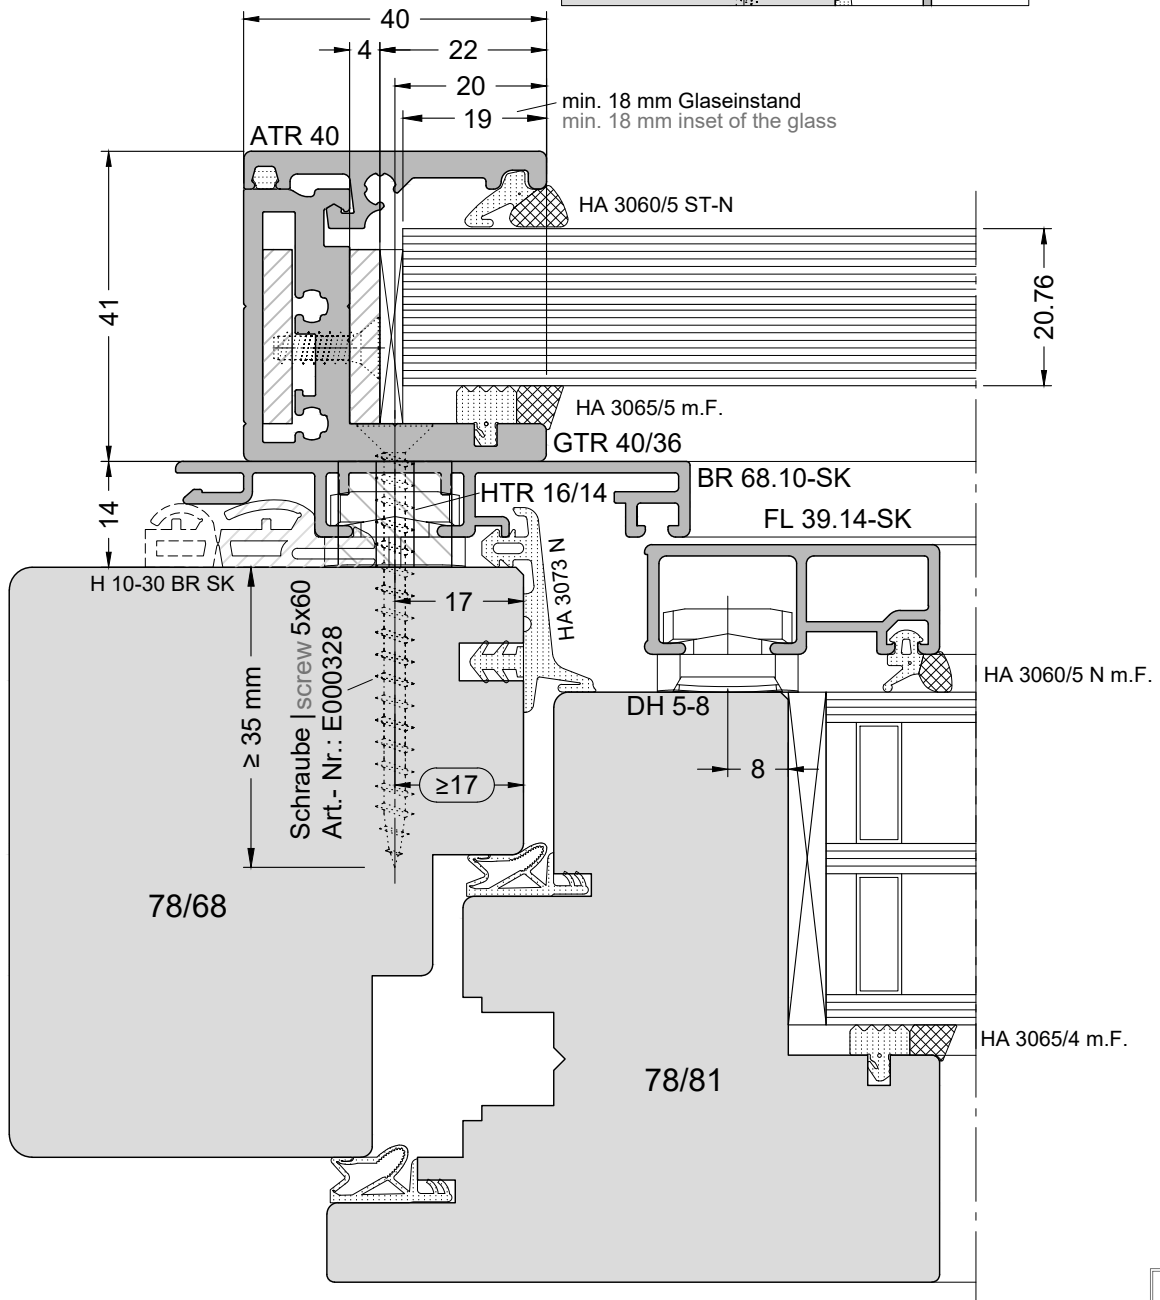 40
4
22
20
19
min. 18 mm Glaseinstand
min. 18 mm inset of the glass
ATR 40
HA 3060/5 ST-N
41
20.76
HA 3065/5 m.F.
GTR 40/36
BR 68.10-SK
HTR 16/14
14
FL 39.14-SK
H 10-30 BR SK
HA 3073 N
17
Schraube | screw 5x60
Art.- Nr.: E000328
≥ 35 mm
HA 3060/5 N m.F.
DH 5-8
8
≥17
78/68
HA 3065/4 m.F.
78/81